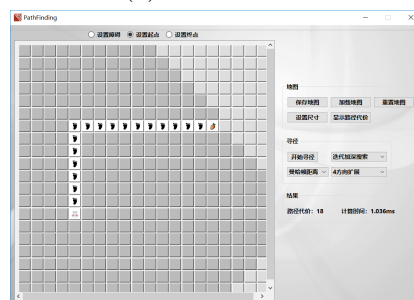 PathFinding
设置障碍 设置起点 设置终点
地图
保存地图 加载地图 重置地图
设置尺寸 显示路径代价
寻径
开始寻径 迭代加深搜索
曼哈顿距离 4方向扩展
结果
路径代价: 18 计算时间: 1.036ms